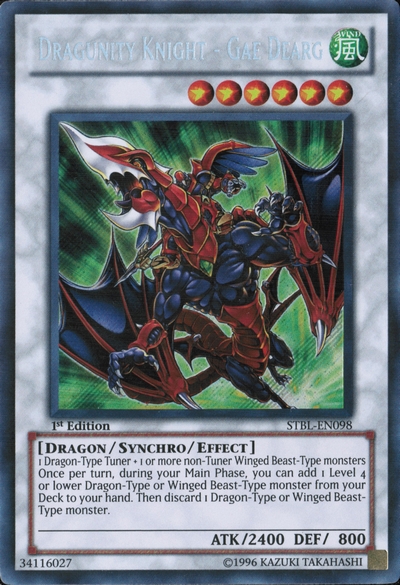 Dragunity Knight - Gae Dearg
WIND
風
1st Edition
STBL-EN098
[Dragon/Synchro/Effect]
1 Dragon-Type Tuner + 1 or more non-Tuner Winged Beast-Type monsters
Once per turn, during your Main Phase, you can add 1 Level 4
or lower Dragon-Type or Winged Beast-Type monster from your
Deck to your hand. Then discard 1 Dragon-Type or Winged Beast-
Type monster.
ATK/2400 DEF/ 800
34116027
©1996 KAZUKI TAKAHASHI